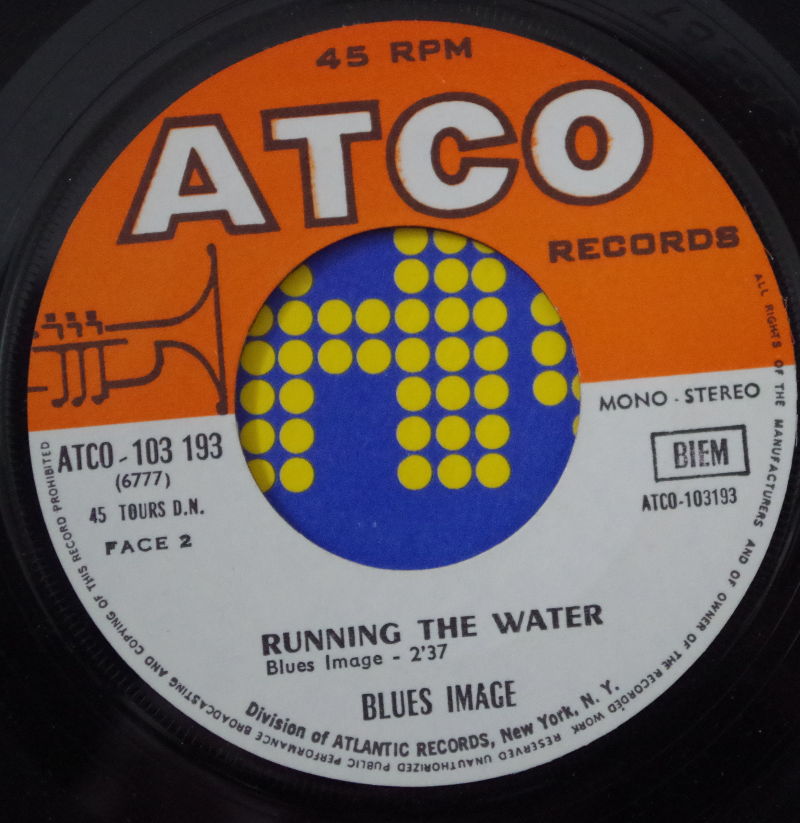 45 RPM
ATCO
RECORDS
MONO - STEREO
BIEM
ATCO-103193
ATCO - 103 193
(6777)
45 TOURS D.N.
FACE 2
RUNNING THE WATER
Blues Image - 2'37
BLUES IMAGE
Division of ATLANTIC RECORDS, New York, N. Y.
ALL RIGHTS OF THE MANUFACTURERS AND OF OWNER OF THE RECORDED WORK RESERVED UNAUTHORIZED PUBLIC PERFORMANCE BROADCASTING AND COPYING OF THIS RECORD PROHIBITED